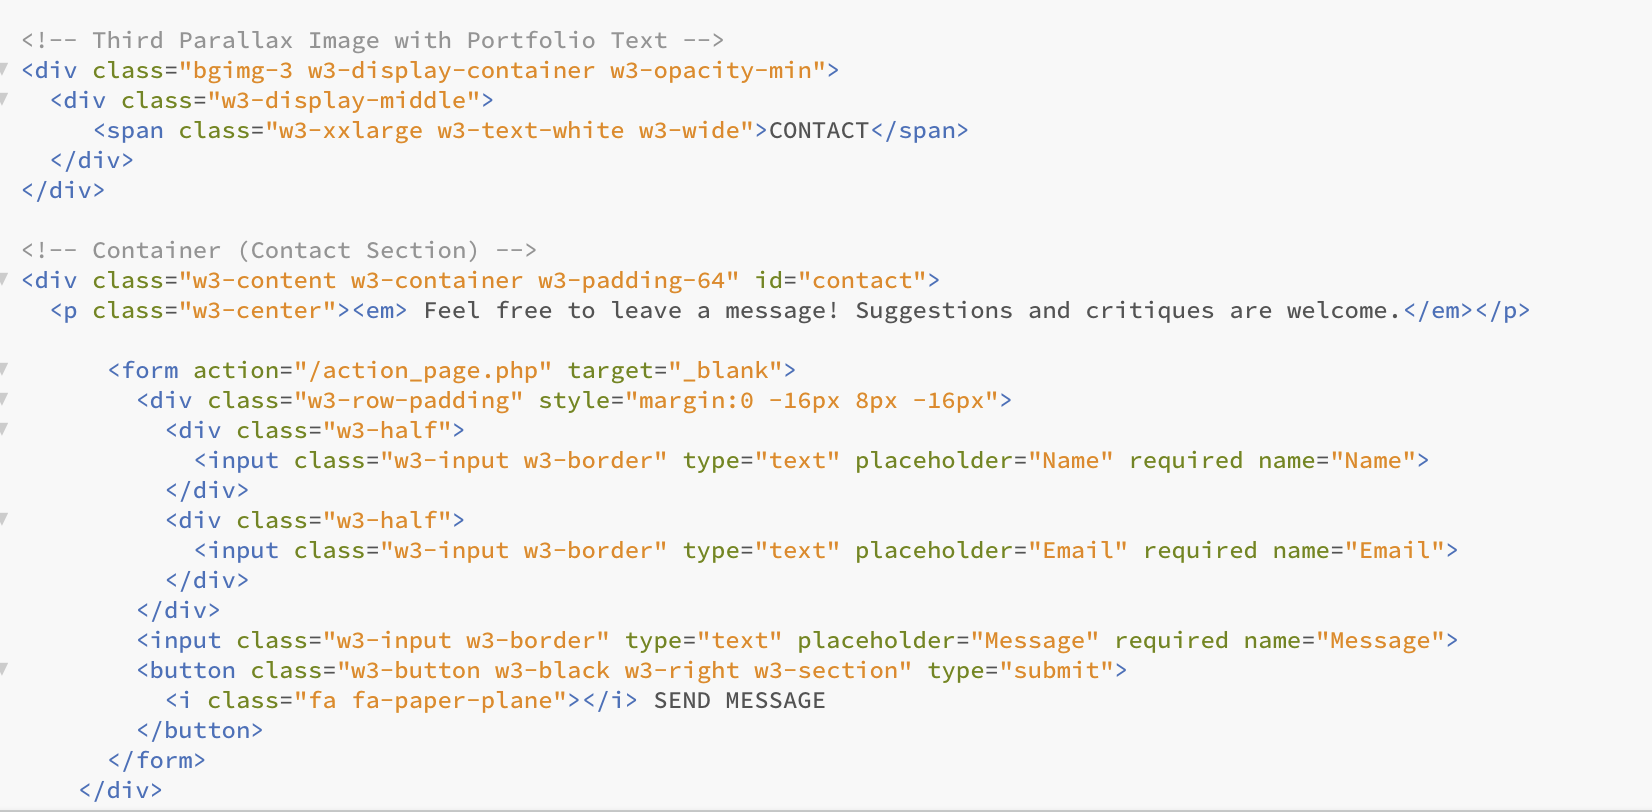 <!-- Third Parallax Image with Portfolio Text -->
<div class="bgimg-3 w3-display-container w3-opacity-min">
  <div class="w3-display-middle">
     <span class="w3-xxlarge w3-text-white w3-wide">CONTACT</span>
  </div>
</div>

<!-- Container (Contact Section) -->
<div class="w3-content w3-container w3-padding-64" id="contact">
  <p class="w3-center"><em> Feel free to leave a message! Suggestions and critiques are welcome.</em></p>

      <form action="/action_page.php" target="_blank">
        <div class="w3-row-padding" style="margin:0 -16px 8px -16px">
          <div class="w3-half">
            <input class="w3-input w3-border" type="text" placeholder="Name" required name="Name">
          </div>
          <div class="w3-half">
            <input class="w3-input w3-border" type="text" placeholder="Email" required name="Email">
          </div>
        </div>
        <input class="w3-input w3-border" type="text" placeholder="Message" required name="Message">
        <button class="w3-button w3-black w3-right w3-section" type="submit">
          <i class="fa fa-paper-plane"></i> SEND MESSAGE
        </button>
      </form>
    </div>